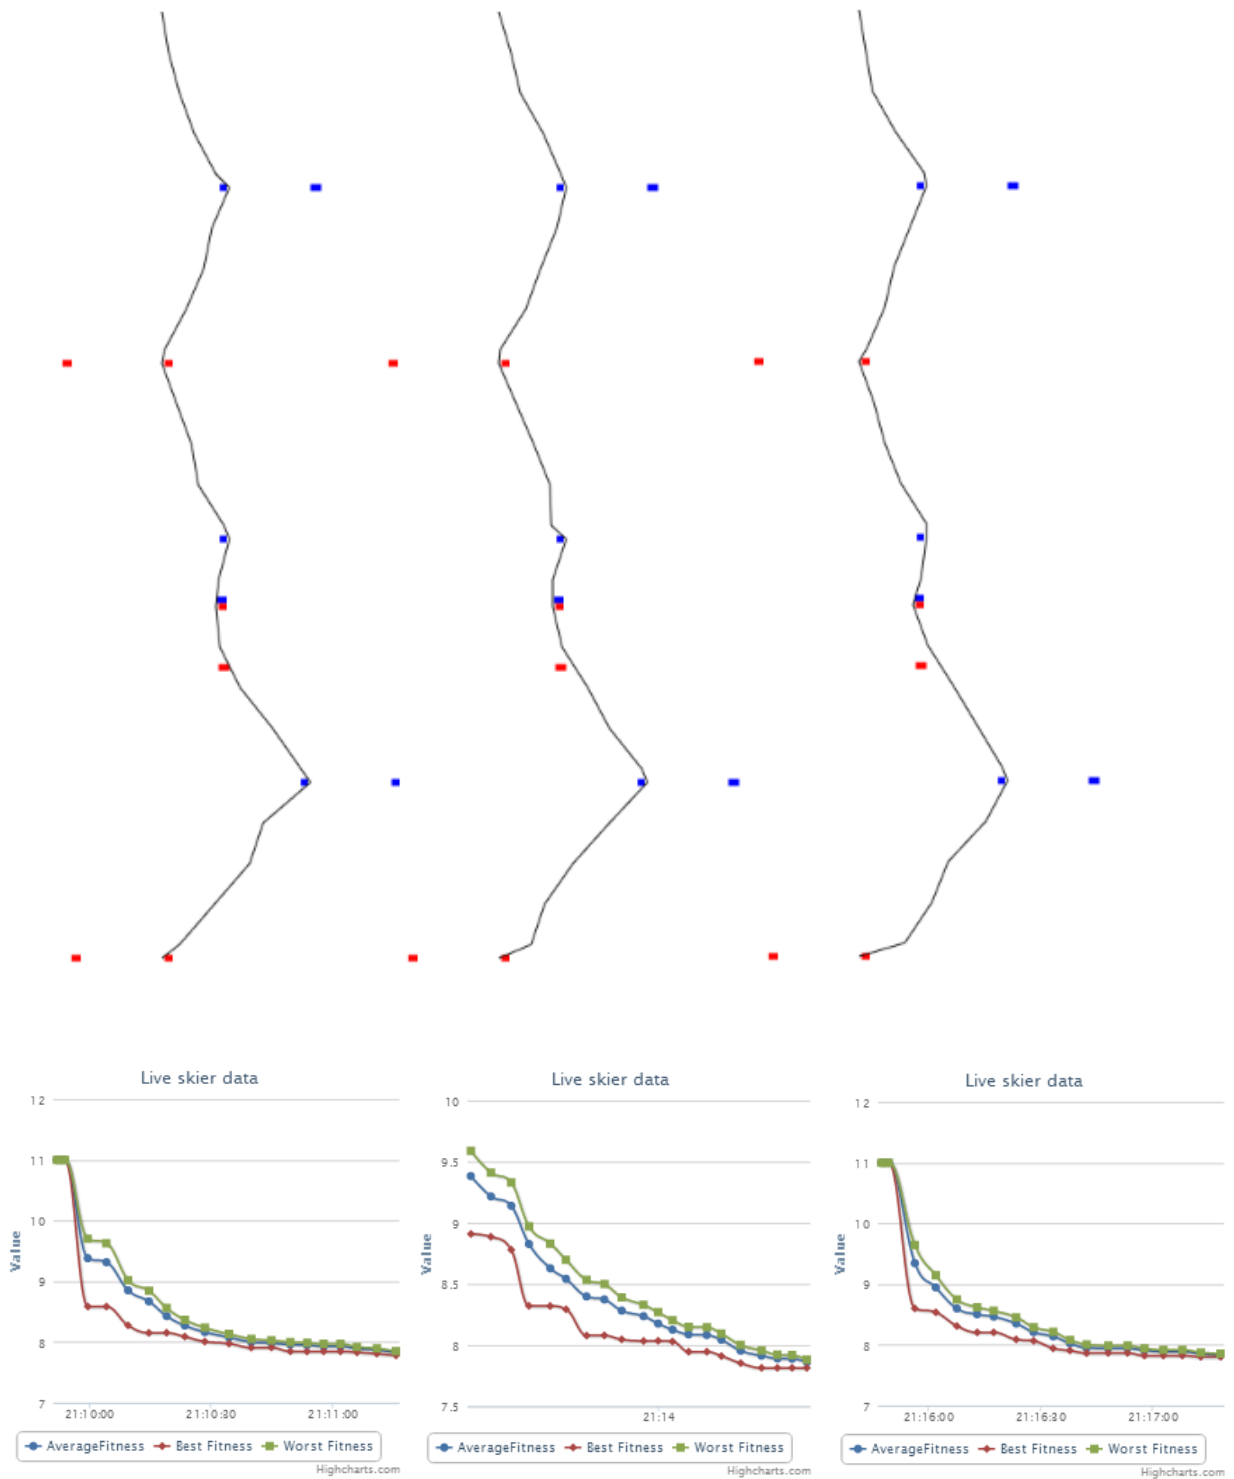 Live skier data
12
11
10
9
8
7
Value
21:10:00 21:10:30 21:11:00
AverageFitness Best Fitness Worst Fitness
Highcharts.com
Live skier data
10
9.5
9
8.5
8
7.5
Value
21:14
AverageFitness Best Fitness Worst Fitness
Highcharts.com
Live skier data
12
11
10
9
8
7
Value
21:16:00 21:16:30 21:17:00
AverageFitness Best Fitness Worst Fitness
Highcharts.com